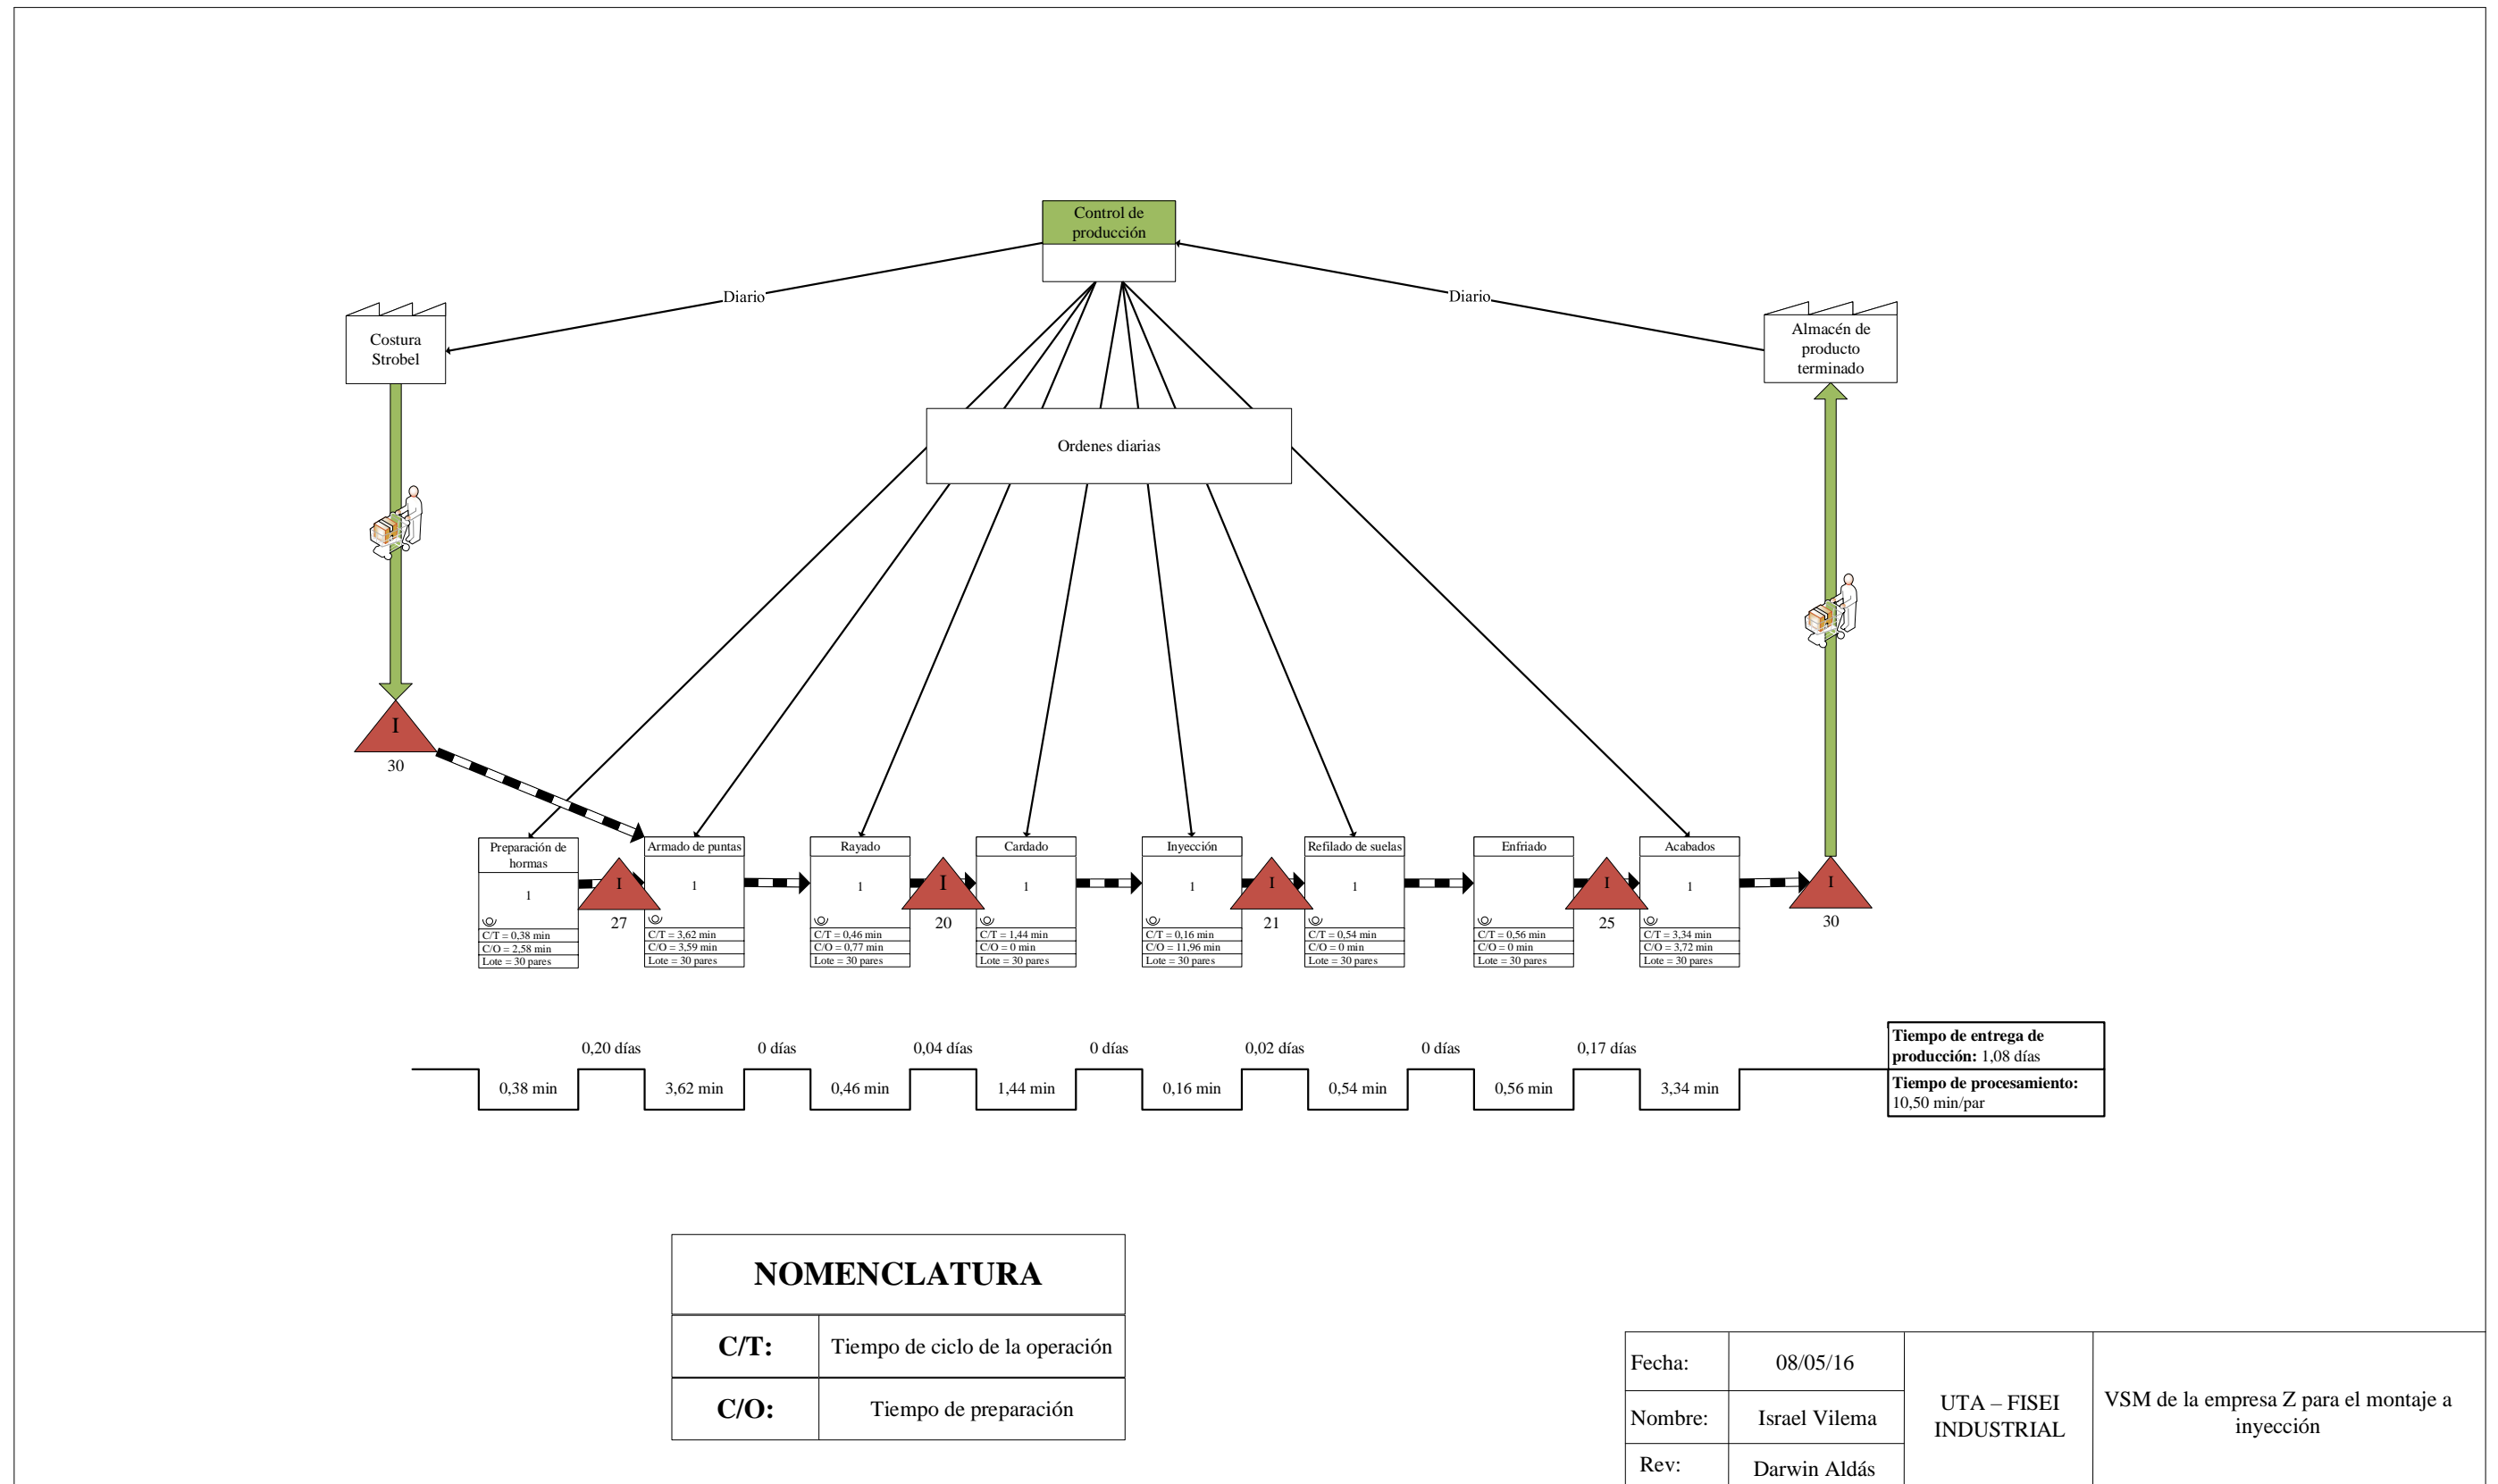 Control de
producción
Diario
Diario
Costura
Strobel
Almacén de
producto
terminado
Ordenes diarias
I
30
Preparación de
hormas
1
C/T = 0,38 min
C/O = 2,58 min
Lote = 30 pares
I
27
Armado de puntas
1
C/T = 3,62 min
C/O = 3,59 min
Lote = 30 pares
Rayado
1
C/T = 0,46 min
C/O = 0,77 min
Lote = 30 pares
I
20
Cardado
1
C/T = 1,44 min
C/O = 0 min
Lote = 30 pares
Inyección
1
C/T = 0,16 min
C/O = 11,96 min
Lote = 30 pares
I
21
Refilado de suelas
1
C/T = 0,54 min
C/O = 0 min
Lote = 30 pares
Enfriado
C/T = 0,56 min
C/O = 0 min
Lote = 30 pares
I
25
Acabados
1
C/T = 3,34 min
C/O = 3,72 min
Lote = 30 pares
I
30
0,20 días
0 días
0,04 días
0 días
0,02 días
0 días
0,17 días
0,38 min
3,62 min
0,46 min
1,44 min
0,16 min
0,54 min
0,56 min
3,34 min
Tiempo de entrega de
producción: 1,08 días
Tiempo de procesamiento:
10,50 min/par
NOMENCLATURA
C/T:
Tiempo de ciclo de la operación
C/O:
Tiempo de preparación
Fecha:
08/05/16
Nombre:
Israel Vilema
Rev:
Darwin Aldás
UTA – FISEI
INDUSTRIAL
VSM de la empresa Z para el montaje a
inyección